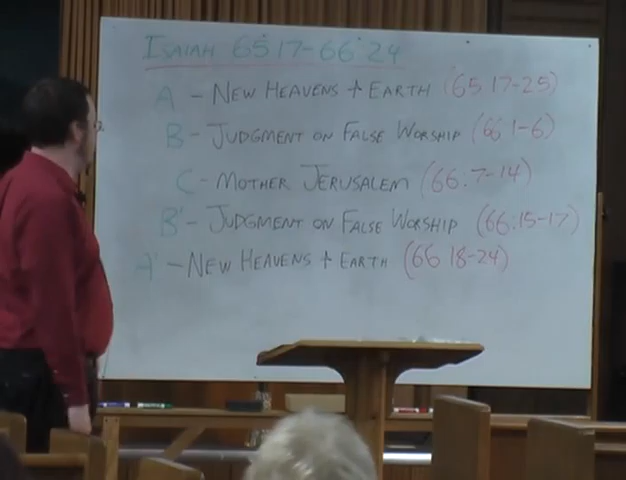 ISAIAH 65:17-66:24
A - NEW HEAVENS + EARTH (65:17-25)
B - JUDGMENT ON FALSE WORSHIP (66:1-6)
C - MOTHER JERUSALEM (66:7-14)
B' - JUDGMENT ON FALSE WORSHIP (66:15-17)
A' - NEW HEAVENS + EARTH (66:18-24)